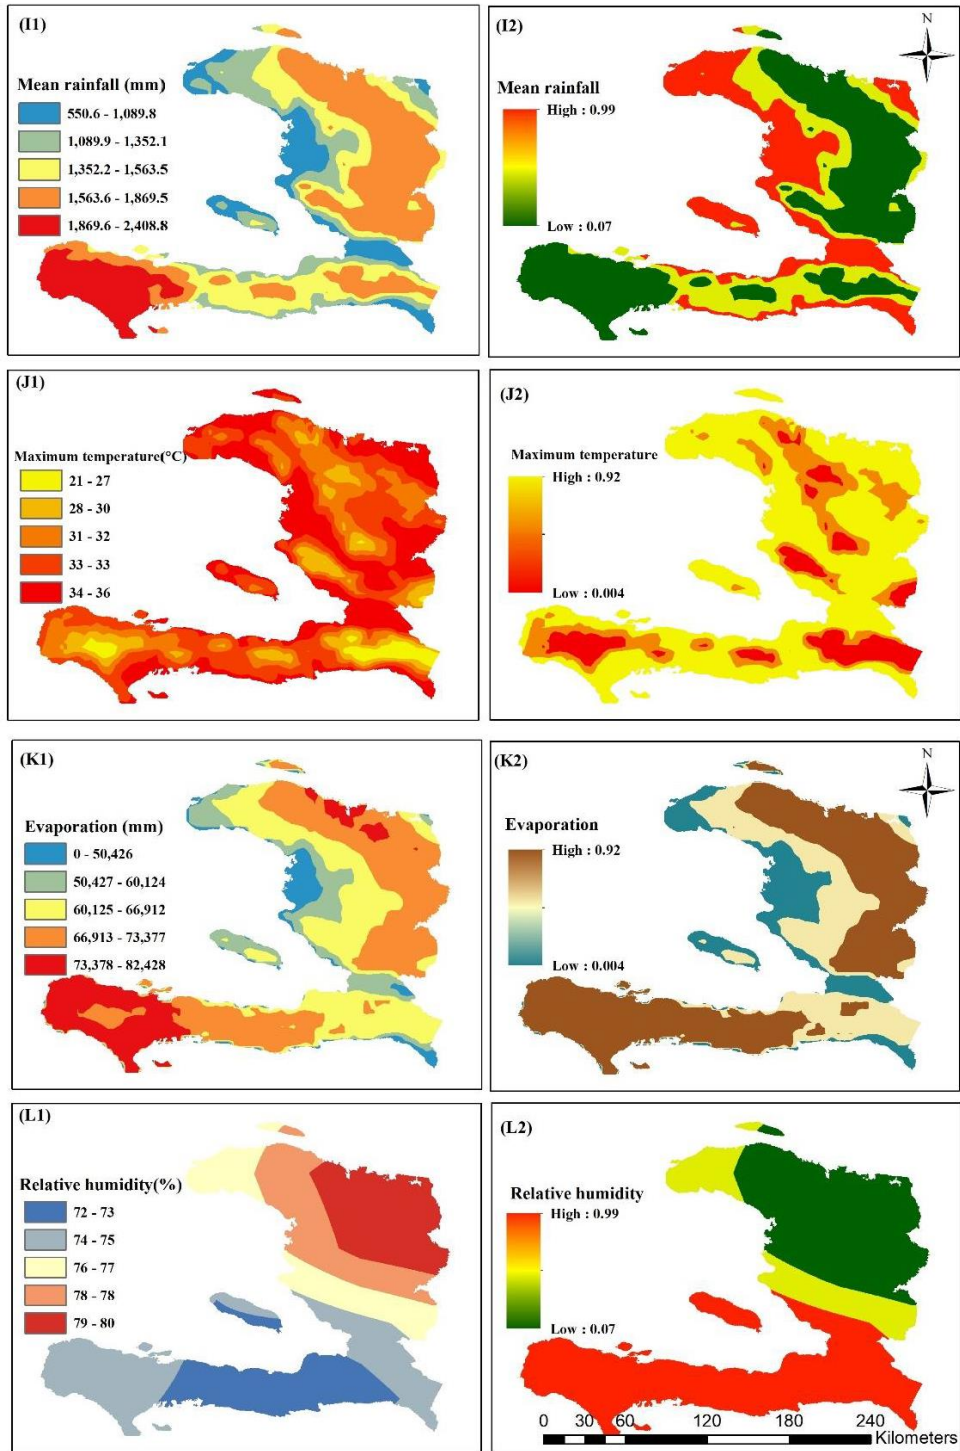 (I1)
Mean rainfall (mm)
550.6 - 1,089.8
1,089.9 - 1,352.1
1,352.2 - 1,563.5
1,563.6 - 1,869.5
1,869.6 - 2,408.8
(I2)
N
Mean rainfall
High : 0.99
Low : 0.07
(J1)
Maximum temperature(°C)
21 - 27
28 - 30
31 - 32
33 - 33
34 - 36
(J2)
Maximum temperature
High : 0.92
Low : 0.004
(K1)
Evaporation (mm)
0 - 50,426
50,427 - 60,124
60,125 - 66,912
66,913 - 73,377
73,378 - 82,428
(K2)
N
Evaporation
High : 0.92
Low : 0.004
(L1)
Relative humidity(%)
72 - 73
74 - 75
76 - 77
78 - 78
79 - 80
(L2)
Relative humidity
High : 0.99
Low : 0.07
0 30 60 120 180 240
Kilometers